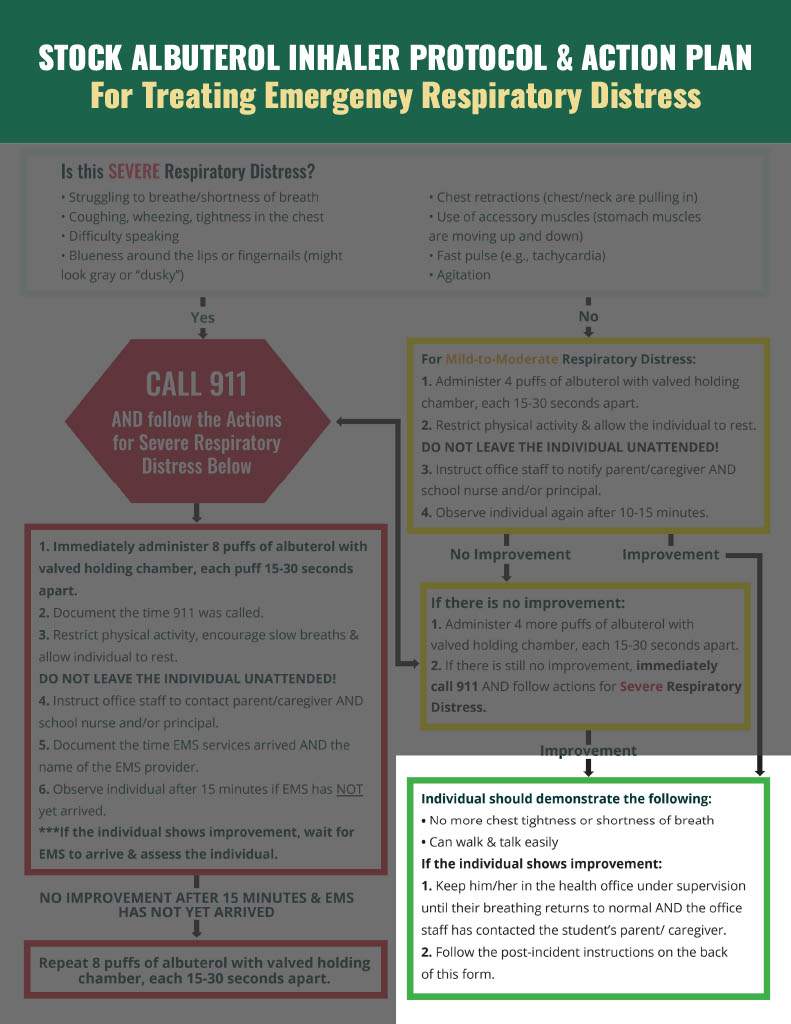 STOCK ALBUTEROL INHALER PROTOCOL & ACTION PLAN
For Treating Emergency Respiratory Distress
Is this SEVERE Respiratory Distress?
• Struggling to breathe/shortness of breath
• Coughing, wheezing, tightness in the chest
• Difficulty speaking
• Blueness around the lips or fingernails (might
look gray or “dusky”)
• Chest retractions (chest/neck are pulling in)
• Use of accessory muscles (stomach muscles
are moving up and down)
• Fast pulse (e.g., tachycardia)
• Agitation
Yes
CALL 911
AND follow the Actions
for Severe Respiratory
Distress Below
1. Immediately administer 8 puffs of albuterol with
valved holding chamber, each puff 15-30 seconds
apart.
2. Document the time 911 was called.
3. Restrict physical activity, encourage slow breaths &
allow individual to rest.
DO NOT LEAVE THE INDIVIDUAL UNATTENDED!
4. Instruct office staff to contact parent/caregiver AND
school nurse and/or principal.
5. Document the time EMS services arrived AND the
name of the EMS provider.
6. Observe individual after 15 minutes if EMS has NOT
yet arrived.
***If the individual shows improvement, wait for
EMS to arrive & assess the individual.
NO IMPROVEMENT AFTER 15 MINUTES & EMS
HAS NOT YET ARRIVED
Repeat 8 puffs of albuterol with valved holding
chamber, each 15-30 seconds apart.
No
For Mild-to-Moderate Respiratory Distress:
1. Administer 4 puffs of albuterol with valved holding
chamber, each 15-30 seconds apart.
2. Restrict physical activity & allow the individual to rest.
DO NOT LEAVE THE INDIVIDUAL UNATTENDED!
3. Instruct office staff to notify parent/caregiver AND
school nurse and/or principal.
4. Observe individual again after 10-15 minutes.
No Improvement
Improvement
If there is no improvement:
1. Administer 4 more puffs of albuterol with
valved holding chamber, each 15-30 seconds apart.
2. If there is still no improvement, immediately
call 911 AND follow actions for Severe Respiratory
Distress.
Improvement
Individual should demonstrate the following:
• No more chest tightness or shortness of breath
• Can walk & talk easily
If the individual shows improvement:
1. Keep him/her in the health office under supervision
until their breathing returns to normal AND the office
staff has contacted the student’s parent/ caregiver.
2. Follow the post-incident instructions on the back
of this form.